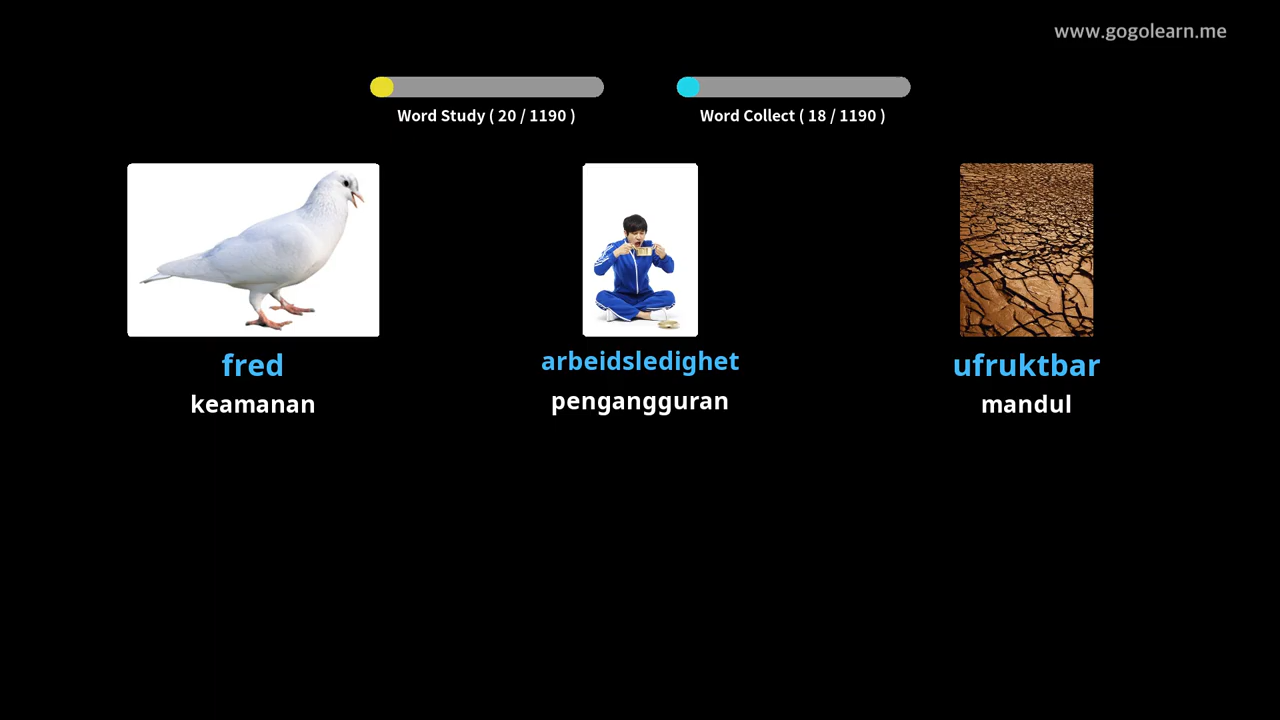 www.gogolearn.me
Word Study ( 20 / 1190 )
Word Collect ( 18 / 1190 )
fred
keamanan
arbeidsledighet
pengangguran
ufruktbar
mandul